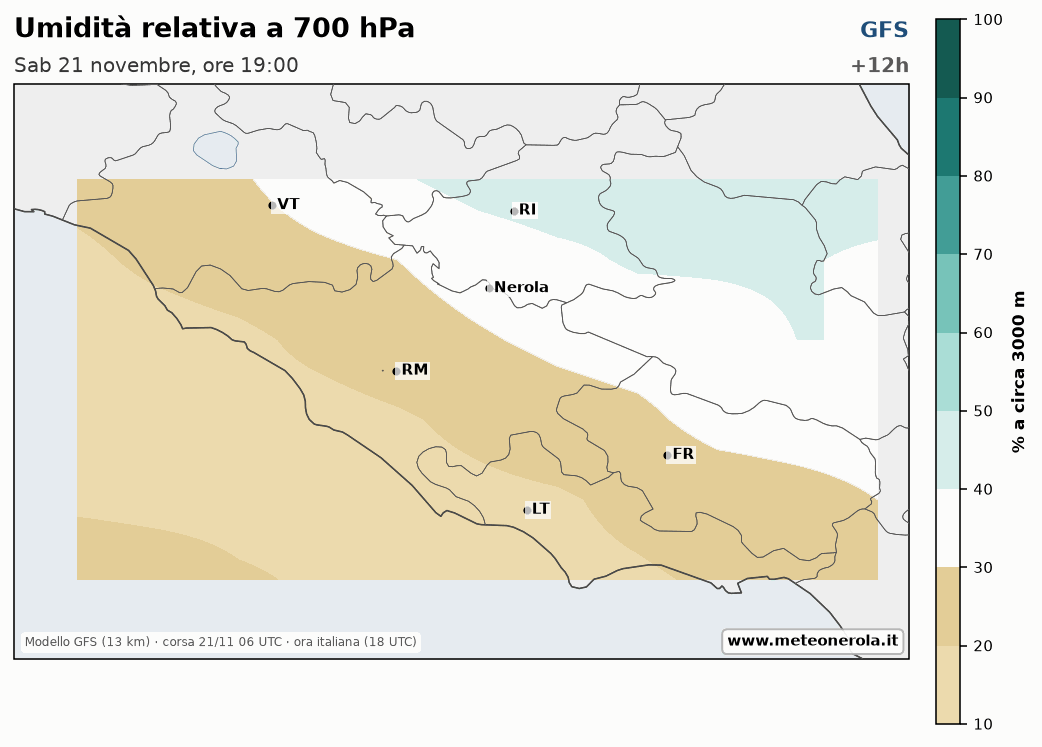 Umidità relativa a 700 hPa
GFS
Sab 21 novembre, ore 19:00
+12h
VT
RI
Nerola
RM
FR
LT
Modello GFS (13 km) · corsa 21/11 06 UTC · ora italiana (18 UTC)
www.meteonerola.it
100
90
80
70
60
50
40
30
20
10
% a circa 3000 m